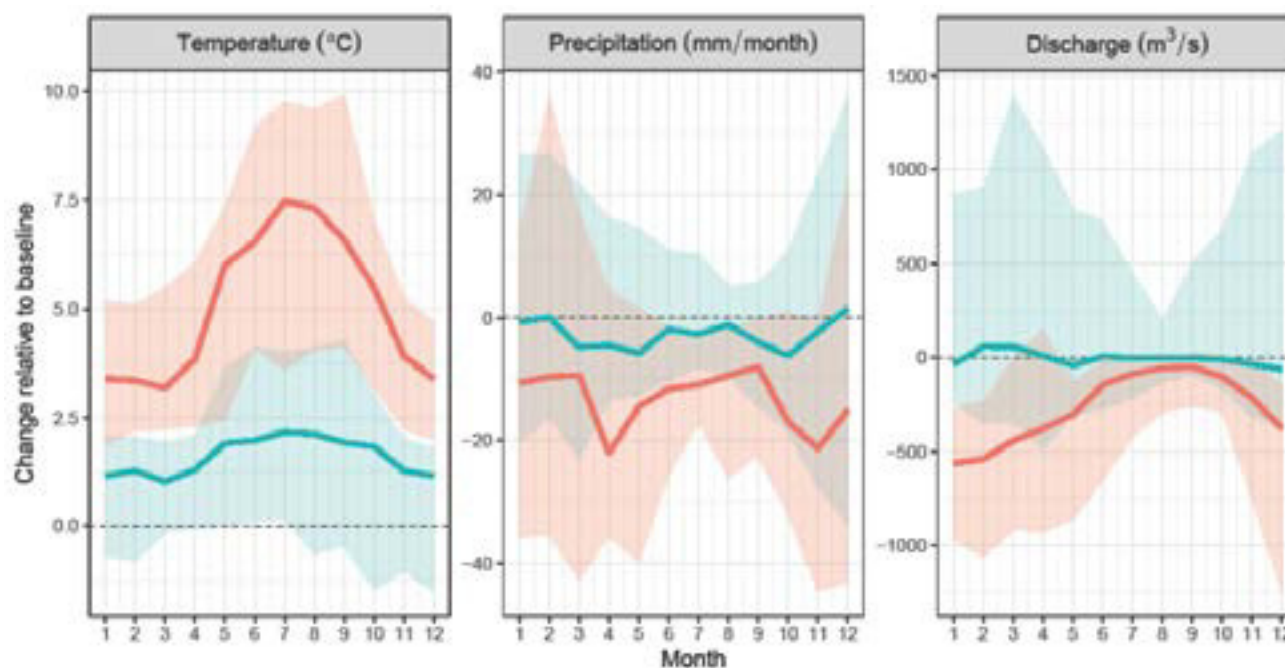 Temperature (°C)
Precipitation (mm/month)
Discharge (m³/s)
Change relative to baseline
10.0
7.5
5.0
2.5
0.0
40
20
0
−20
−40
1500
1000
500
0
−500
−1000
1 2 3 4 5 6 7 8 9 10 11 12
1 2 3 4 5 6 7 8 9 10 11 12
1 2 3 4 5 6 7 8 9 10 11 12
Month